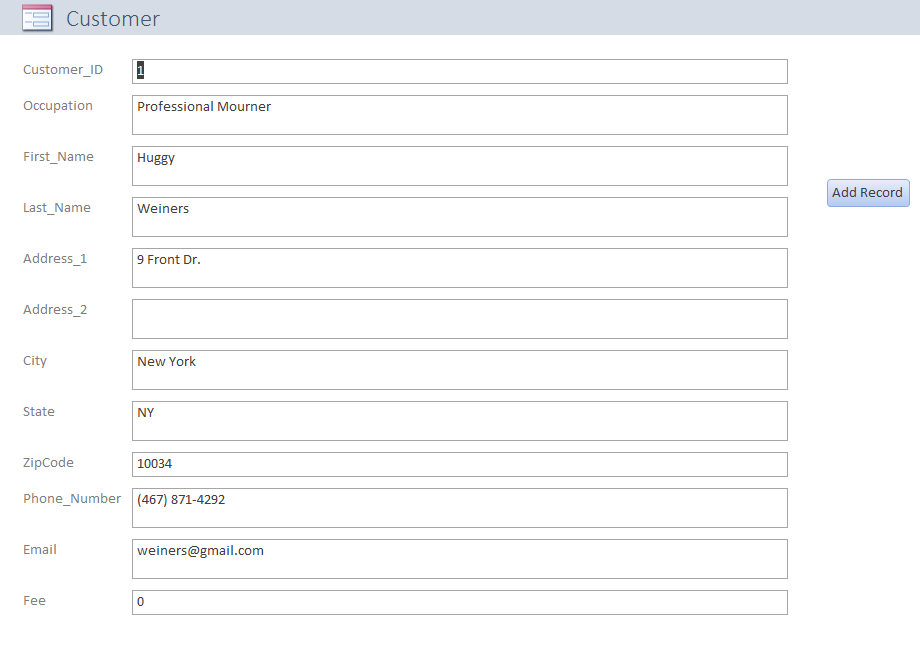 Customer
Customer_ID 1
Occupation Professional Mourner
First_Name Huggy
Add Record
Last_Name Weiners
Address_1 9 Front Dr.
Address_2
City New York
State NY
ZipCode 10034
Phone_Number (467) 871-4292
Email weiners@gmail.com
Fee 0